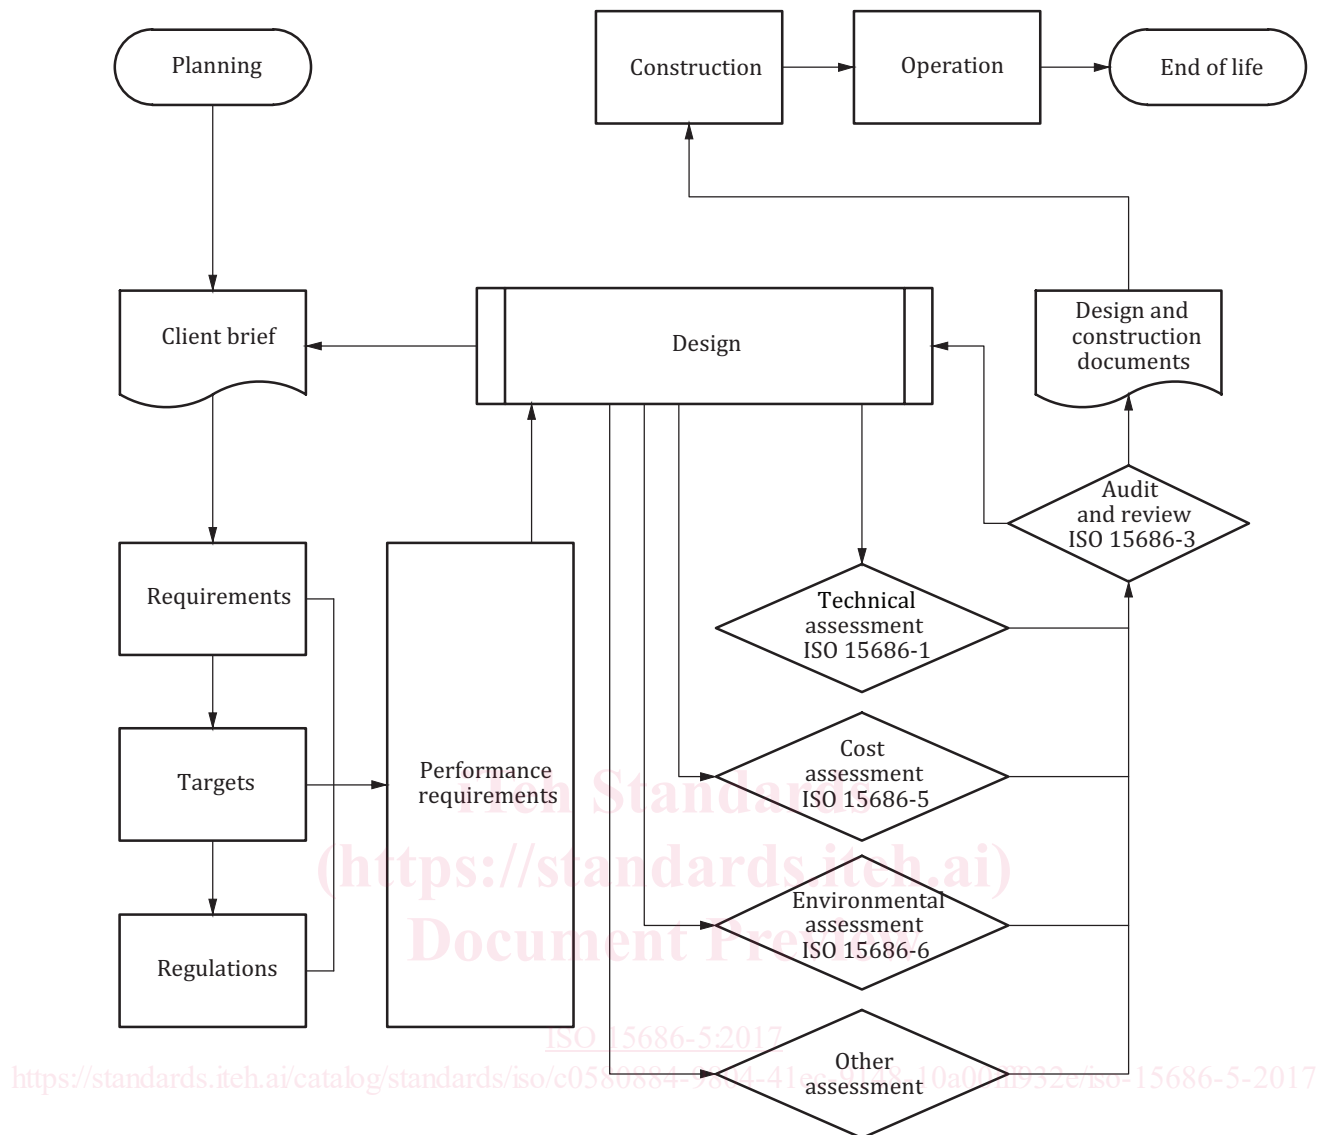 Planning
Construction
Operation
End of life
Client brief
Design
Design and
construction
documents
Audit
and review
ISO 15686-3
Requirements
Technical
assessment
ISO 15686-1
Targets
Performance
requirements
Cost
assessment
ISO 15686-5
Environmental
assessment
ISO 15686-6
Regulations
Other
assessment
iTeh Standards
(https://standards.iteh.ai)
Document Preview
ISO 15686-5:2017